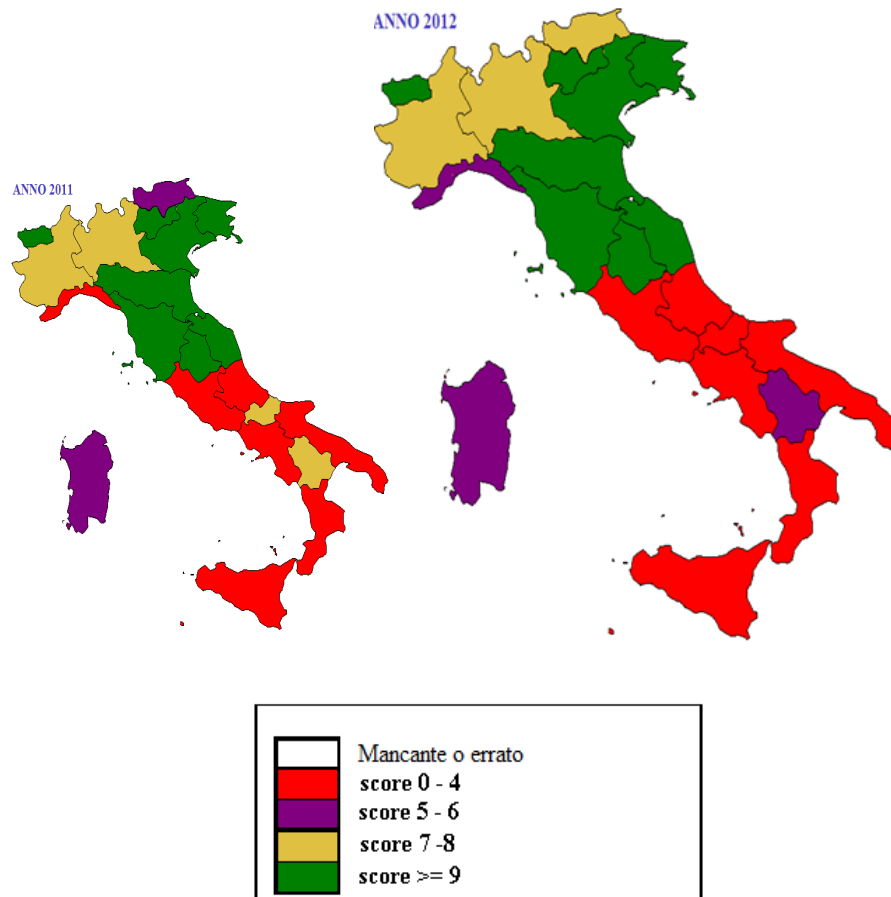 ANNO 2012
ANNO 2011
Mancante o errato
score 0 - 4
score 5 - 6
score 7 -8
score >= 9